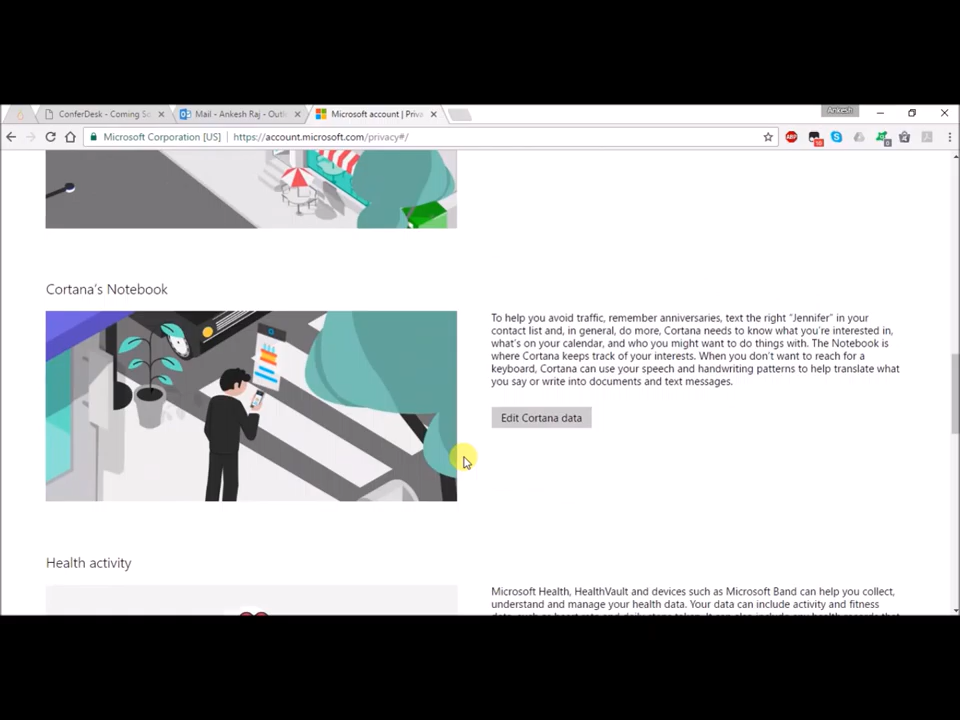 Ankesh
ConferDesk - Coming So
Mail - Ankesh Raj - Outl
Microsoft account | Priva
Microsoft Corporation [US]
https://account.microsoft.com/privacy#/
ABP
10
0
Cortana's Notebook
To help you avoid traffic, remember anniversaries, text the right "Jennifer" in your
contact list and, in general, do more, Cortana needs to know what you're interested in,
what's on your calendar, and who you might want to do things with. The Notebook is
where Cortana keeps track of your interests. When you don't want to reach for a
keyboard, Cortana can use your speech and handwriting patterns to help translate what
you say or write into documents and text messages.
Edit Cortana data
Health activity
Microsoft Health, HealthVault and devices such as Microsoft Band can help you collect,
understand and manage your health data. Your data can include activity and fitness